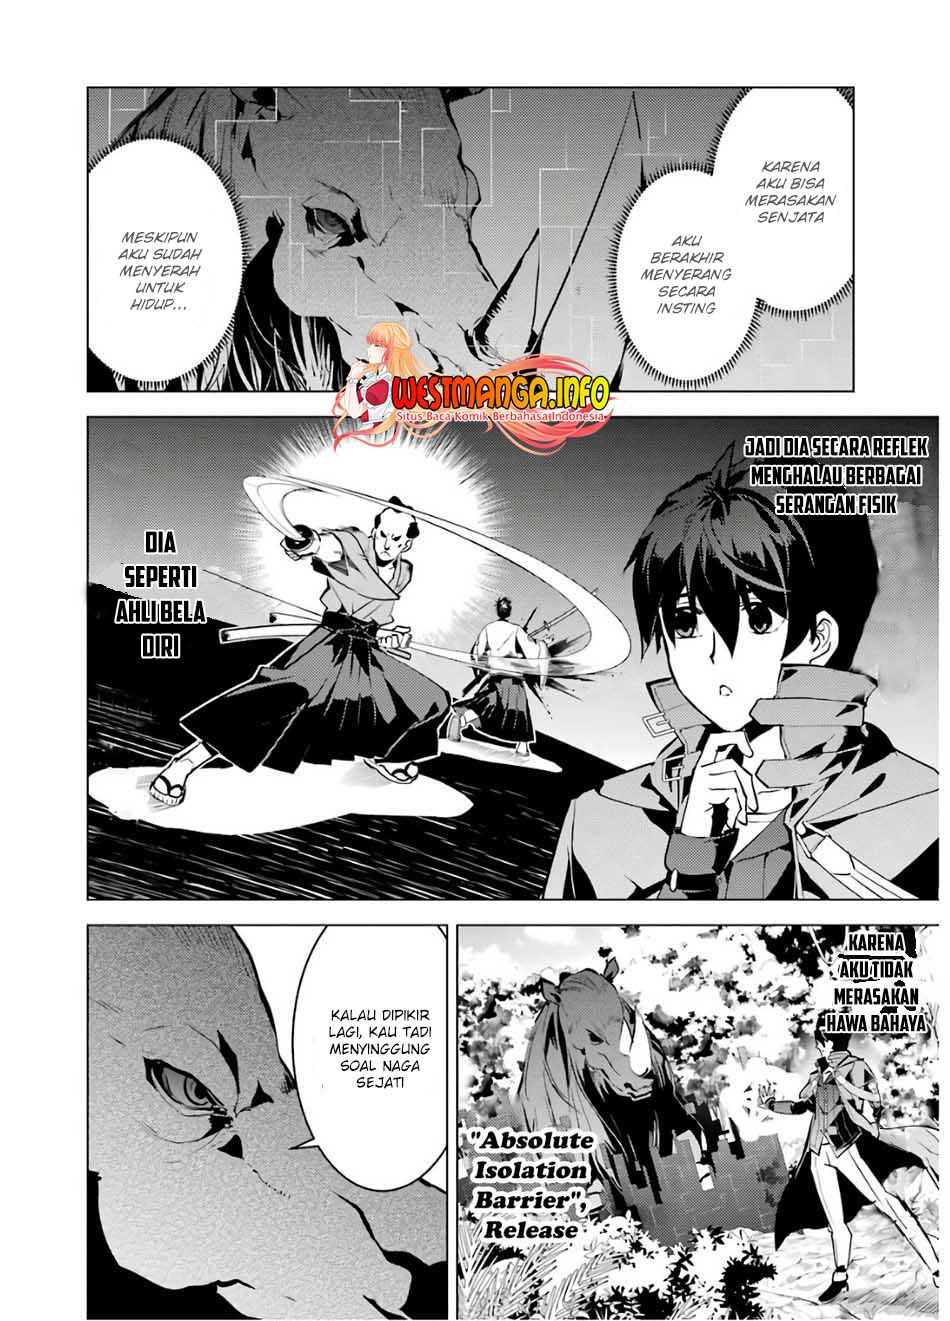 KARENA
AKU BISA
MERASAKAN
SENJATA
AKU
BERAKHIR
MENYERANG
SECARA
INSTING
MESKIPUN
AKU SUDAH
MENYERAH
UNTUK
HIDUP...
WESTMANGA.INFO
Situs Baca Komik Berbahasa Indonesia
JADI DIA SECARA REFLEK
MENGHALAU BERBAGAI
SERANGAN FISIK
DIA
SEPERTI
AHLI BELA
DIRI
KARENA
AKU TIDAK
MERASAKAN
HAWA BAHAYA
"Absolute
Isolation
Barrier",
Release
KALAU DIPIKIR
LAGI, KAU TADI
MENYINGGUNG
SOAL NAGA
SEJATI